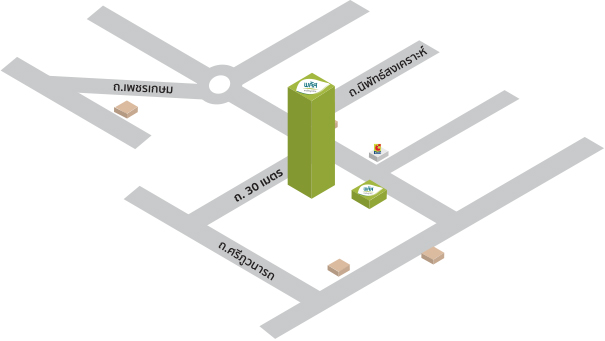 ถ.นิพัทธ์สงเคราะห์
ถ.เพชรเกษม
ถ. 30 เมตร
ถ.ศรีภูวนารถ